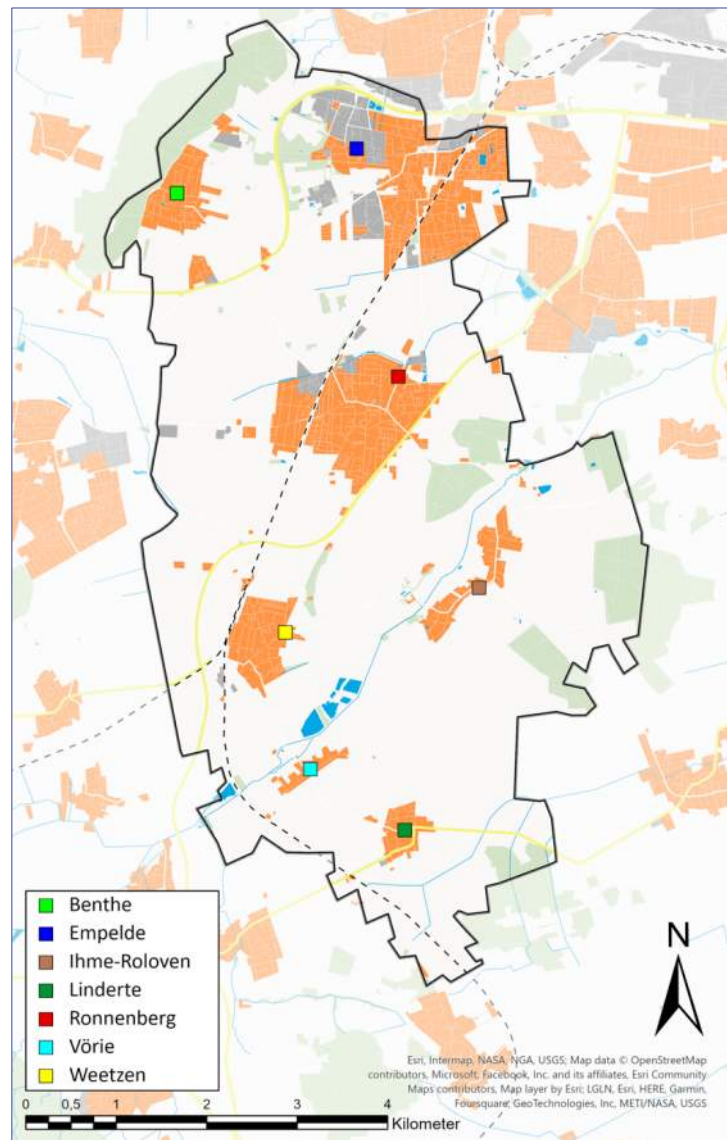 Benthe
Empelde
Ihme-Roloven
Linderte
Ronnenberg
Vörie
Weetzen
N
0 0,5 1 2 3 4
Kilometer
Esri, Intermap, NASA, NGA, USGS; Map data © OpenStreetMap
contributors, Microsoft, Facebook, Inc. and its affiliates, Esri Community
Maps contributors, Map layer by Esri; LGLN, Esri, HERE, Garmin,
Foursquare, GeoTechnologies, Inc, METI/NASA, USGS